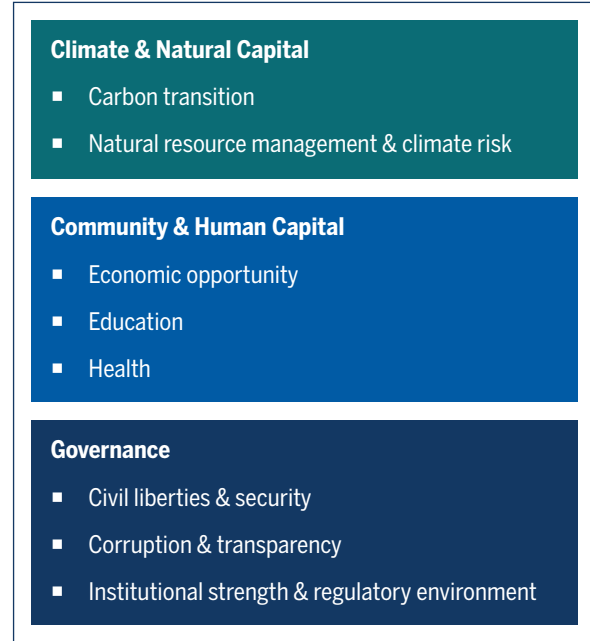 Climate & Natural Capital
▪ Carbon transition
▪ Natural resource management & climate risk
Community & Human Capital
▪ Economic opportunity
▪ Education
▪ Health
Governance
▪ Civil liberties & security
▪ Corruption & transparency
▪ Institutional strength & regulatory environment